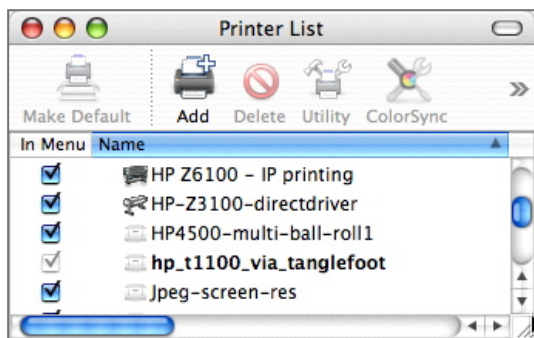 Printer List
Make Default Add Delete Utility ColorSync
In Menu Name
HP Z6100 - IP printing
HP-Z3100-directdriver
HP4500-multi-ball-roll1
hp_t1100_via_tanglefoot
Jpeg-screen-res